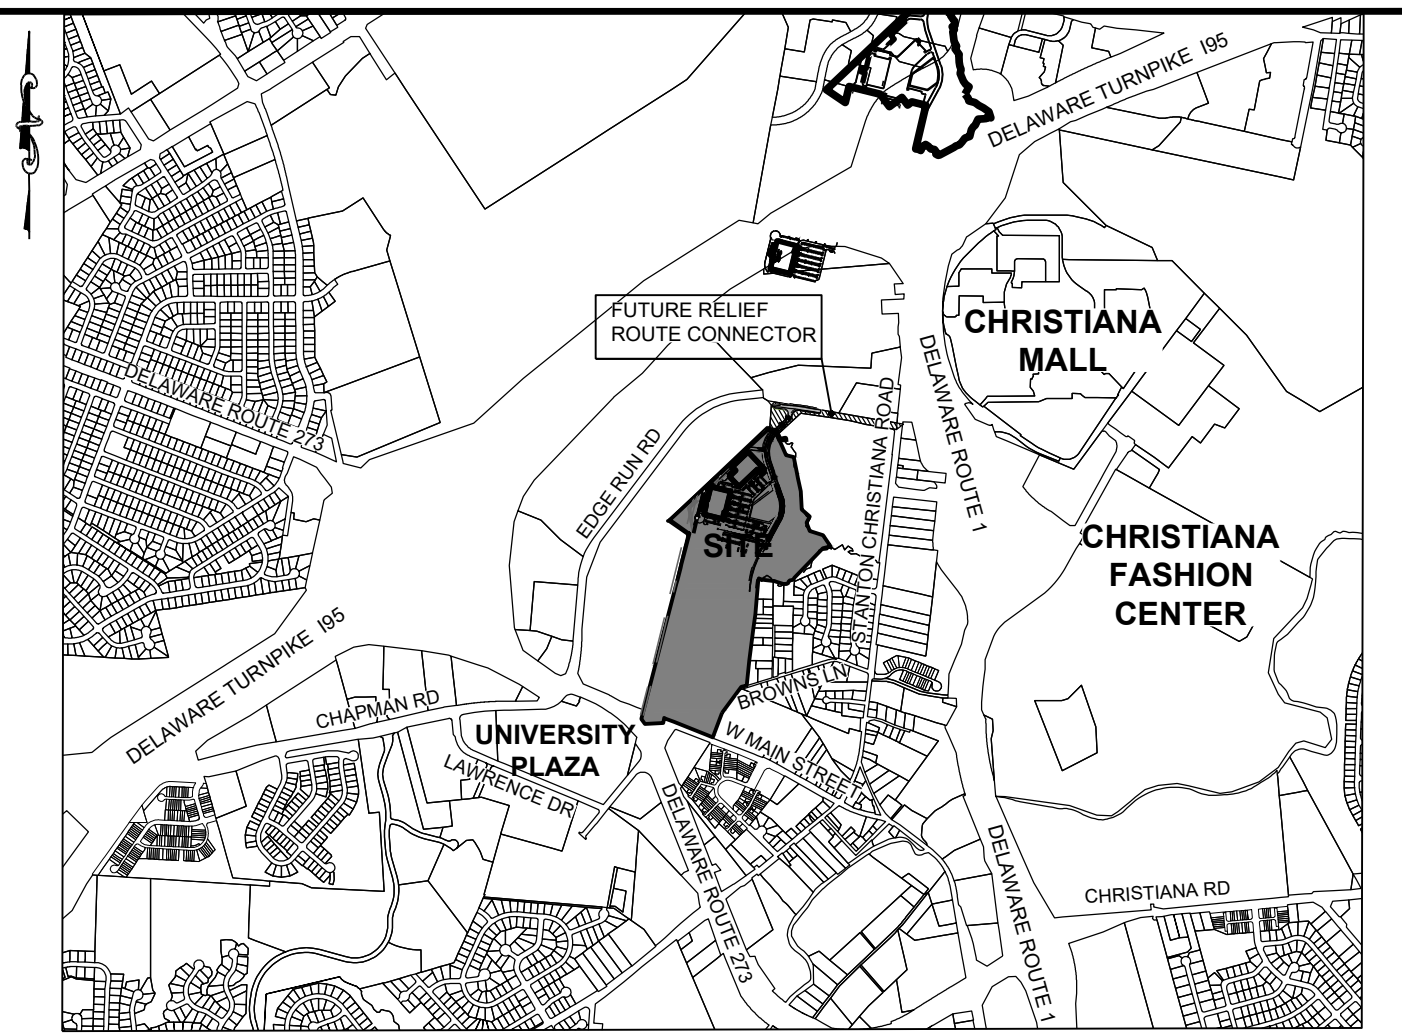 DELAWARE TURNPIKE I95
FUTURE RELIEF
ROUTE CONNECTOR
CHRISTIANA
MALL
DELAWARE ROUTE 1
DELAWARE ROUTE 273
STANTON CHRISTIANA ROAD
EDGE RUN RD
SITE
CHRISTIANA
FASHION
CENTER
DELAWARE TURNPIKE I95
BROWNS LN
CHAPMAN RD
UNIVERSITY
PLAZA
W MAIN STREET
LAWRENCE DR
DELAWARE ROUTE 273
DELAWARE ROUTE 1
CHRISTIANA RD